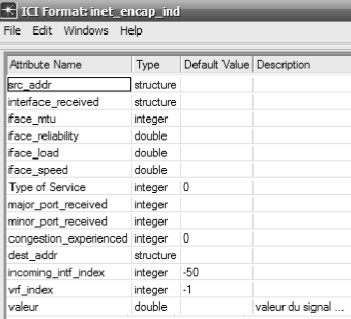 ICI Format: inet_encap_ind
File Edit Windows Help
Attribute Name Type Default Value Description
src_addr structure
interface_received structure
iface_mtu integer
iface_reliability double
iface_load double
iface_speed double
Type of Service integer 0
major_port_received integer
minor_port_received integer
congestion_experienced integer 0
dest_addr structure
incoming_intf_index integer -50
vrf_index integer -1
valeur double valeur du signal ...